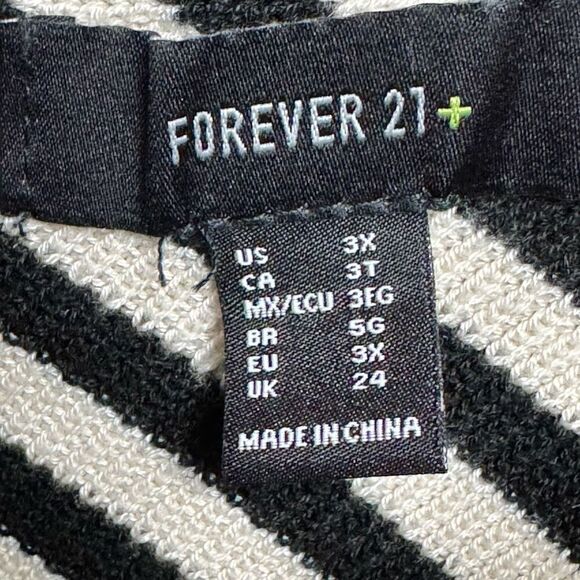 FOREVER 21+
US 3X
CA 3T
MX/ECU 3EG
BR 5G
EU 3X
UK 24
MADE IN CHINA